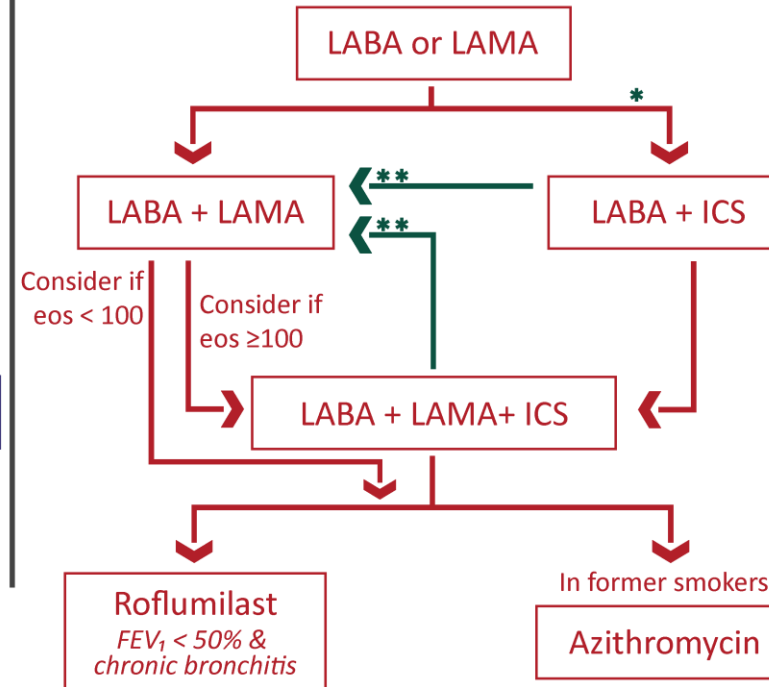 LABA or LAMA
*
LABA + LAMA
**
**
LABA + ICS
Consider if
eos < 100
Consider if
eos ≥100
LABA + LAMA+ ICS
Roflumilast
FEV₁ < 50% &
chronic bronchitis
In former smokers
Azithromycin